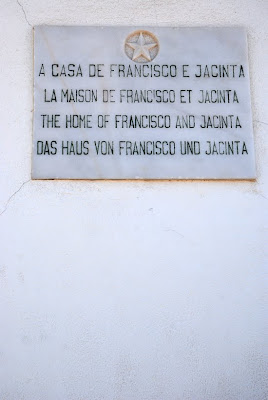 A CASA DE FRANCISCO E JACINTA
LA MAISON DE FRANCISCO ET JACINTA
THE HOME OF FRANCISCO AND JACINTA
DAS HAUS VON FRANCISCO UND JACINTA